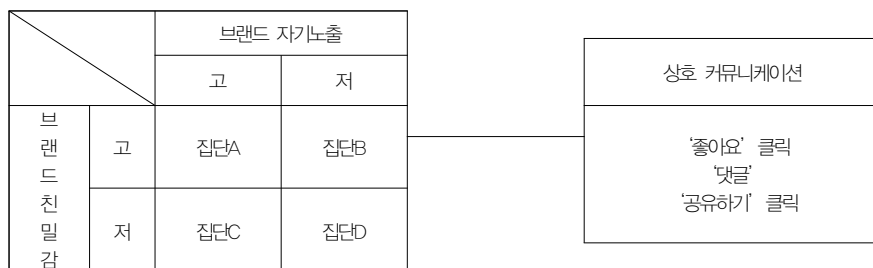 브랜드 자기노출
고
저
상호 커뮤니케이션
브
랜
드
친
밀
감
고
집단A
집단B
저
집단C
집단D
‘좋아요’ 클릭
‘댓글’
‘공유하기’ 클릭